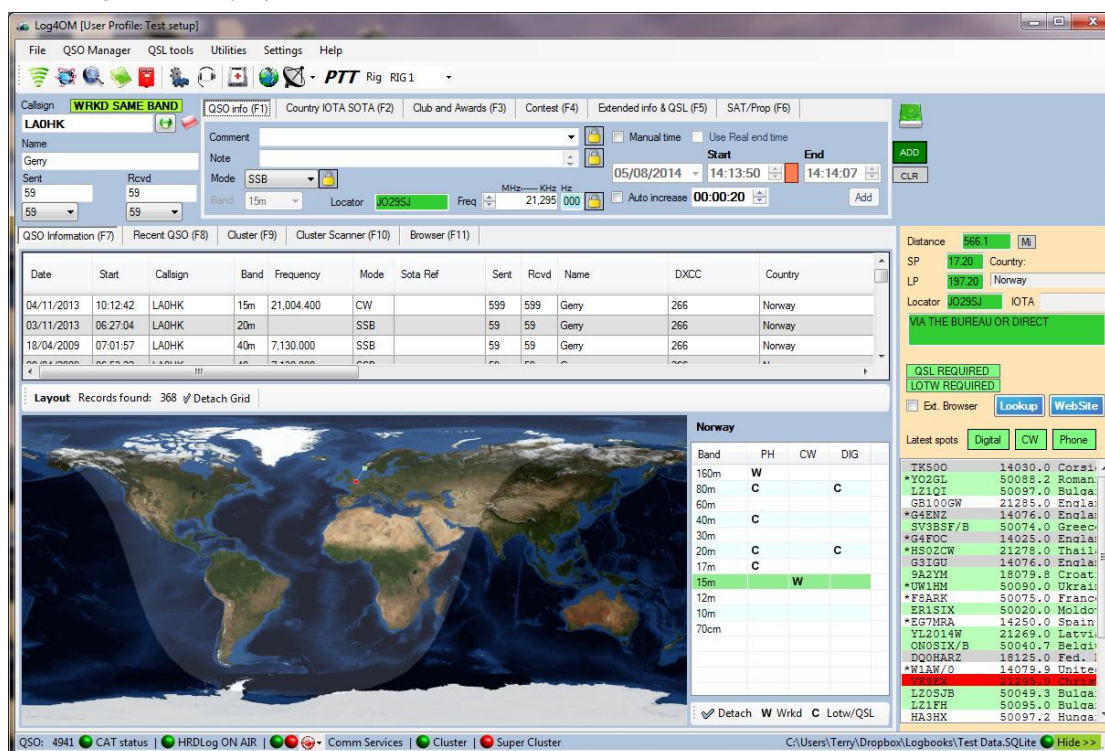 Log4OM [User Profile: Test setup]
File QSO Manager QSL tools Utilities Settings Help
PTT Rig RIG 1
Callsign WRKD SAME BAND
LA0HK
Name
Gerry
Sent Rcvd
59 59
59 59
QSO info (F1) Country IOTA SOTA (F2) Club and Awards (F3) Contest (F4) Extended info & QSL (F5) SAT/Prop (F6)
Comment
Note
Mode SSB
Band 15m Locator JO29SJ Freq MHz------ KHz Hz 21,295 000
Manual time Use Real end time
Start End
05/08/2014 14:13:50 14:14:07
Auto increase 00:00:20 Add
ADD
CLR
QSO Information (F7) Recent QSO (F8) Cluster (F9) Cluster Scanner (F10) Browser (F11)
Date Start Callsign Band Frequency Mode Sota Ref Sent Rcvd Name DXCC Country
04/11/2013 10:12:42 LA0HK 15m 21,004.400 CW 599 599 Gerry 266 Norway
03/11/2013 06:27:04 LA0HK 20m SSB 59 59 Gerry 266 Norway
18/04/2009 07:01:57 LA0HK 40m 7,130.000 SSB 59 59 Gerry 266 Norway
Layout Records found: 368 Detach Grid
Norway
Band PH CW DIG
160m W
80m C C
60m
40m C
30m
20m C C
17m C
15m W
12m
10m
70cm
Detach W Wrkd C Lotw/QSL
Distance 566.1 Mi
SP 17.20 Country:
LP 197.20 Norway
Locator JO29SJ IOTA
VIA THE BUREAU OR DIRECT
QSL REQUIRED
LOTW REQUIRED
Ext. Browser Lookup WebSite
Latest spots Digital CW Phone
TK5OO 14030.0 Corsi
*YO2GL 50088.2 Roman
LZ1QI 50097.0 Bulga
GB100GW 21285.0 Engla
*G4ENZ 14076.0 Engla
SV3BSF/B 50074.0 Greec
*G4FOC 14025.0 Engla
*HS0ZCW 21278.0 Thail
G3IGU 14076.0 Engla
9A2YM 18079.8 Croat
*UW1HM 50090.0 Ukrai
*F8ARK 50075.0 Franc
ER1SIX 50020.0 Moldo
*EG7MRA 14250.0 Spain
YL2014W 21269.0 Latvi
ON0SIX/B 50040.7 Belgi
DQ0HARZ 18125.0 Fed.
*W1AW/0 14079.9 Unite
VK9EX 21295.0 Chris
LZ0SJB 50049.3 Bulga
LZ1FH 50095.0 Bulga
HA3HX 50097.2 Hunga
QSO: 4941 CAT status | HRDLog ON AIR | Comm Services | Cluster | Super Cluster C:\Users\Terry\Dropbox\Logbooks\Test Data.SQLite Hide >>